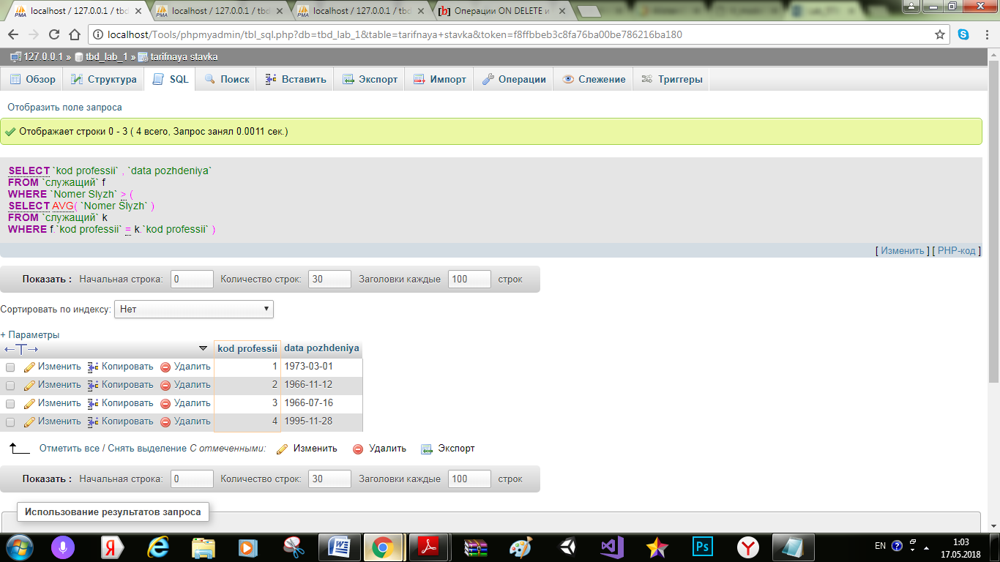 localhost / 127.0.0.1 / tbd
localhost / 127.0.0.1 / tbd
localhost / 127.0.0.1 / tbd
[b] Операции ON DELETE и
localhost/Tools/phpmyadmin/tbl_sql.php?db=tbd_lab_1&table=tarifnaya+stavka&token=f8ffbbeb3c8fa76ba00be786216ba180
127.0.0.1 » tbd_lab_1 » tarifnaya stavka
Обзор Структура SQL Поиск Вставить Экспорт Импорт Операции Слежение Триггеры
Отобразить поле запроса
Отображает строки 0 - 3 ( 4 всего, Запрос занял 0.0011 сек.)
SELECT `kod professii` , `data pozhdeniya`
FROM `служащий` f
WHERE `Nomer Slyzh` > (
SELECT AVG( `Nomer Slyzh` )
FROM `служащий` k
WHERE f.`kod professii` = k.`kod professii` )
[ Изменить ] [ PHP-код ]
Показать : Начальная строка: 0 Количество строк: 30 Заголовки каждые 100 строк
Сортировать по индексу: Нет
+ Параметры
kod professii data pozhdeniya
Изменить Копировать Удалить 1 1973-03-01
Изменить Копировать Удалить 2 1966-11-12
Изменить Копировать Удалить 3 1966-07-16
Изменить Копировать Удалить 4 1995-11-28
Отметить все / Снять выделение С отмеченными: Изменить Удалить Экспорт
Показать : Начальная строка: 0 Количество строк: 30 Заголовки каждые 100 строк
Использование результатов запроса
EN 1:03
17.05.2018